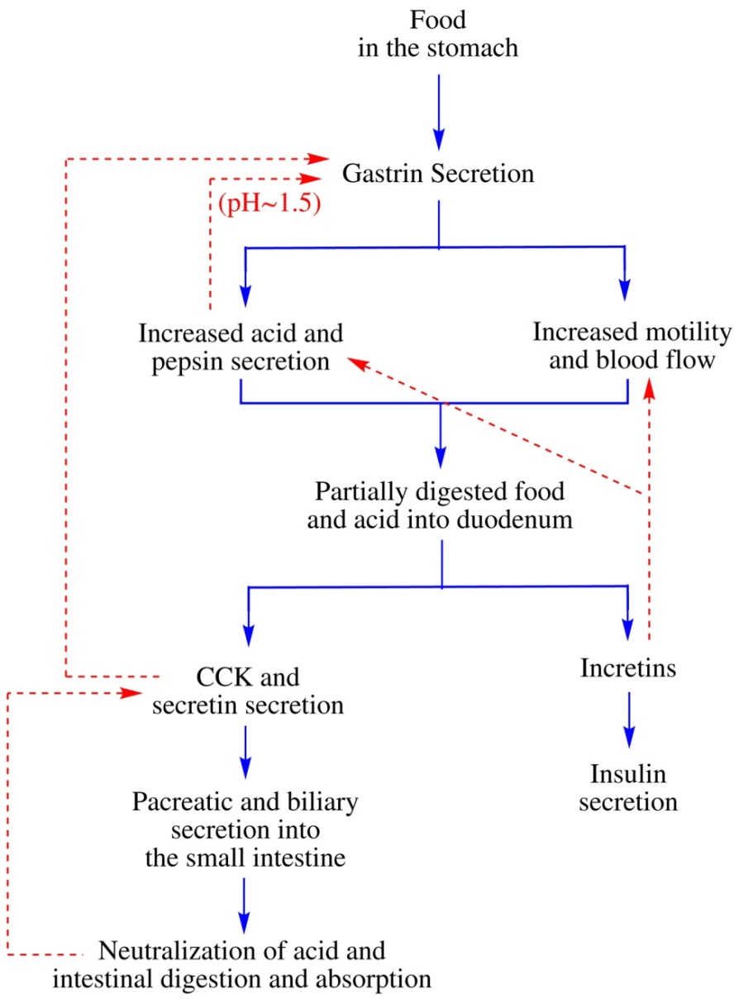 Food
in the stomach
Gastrin Secretion
(pH~1.5)
Increased acid and
pepsin secretion
Increased motility
and blood flow
Partially digested food
and acid into duodenum
CCK and
secretin secretion
Incretins
Insulin
secretion
Pacreatic and biliary
secretion into
the small intestine
Neutralization of acid and
intestinal digestion and absorption